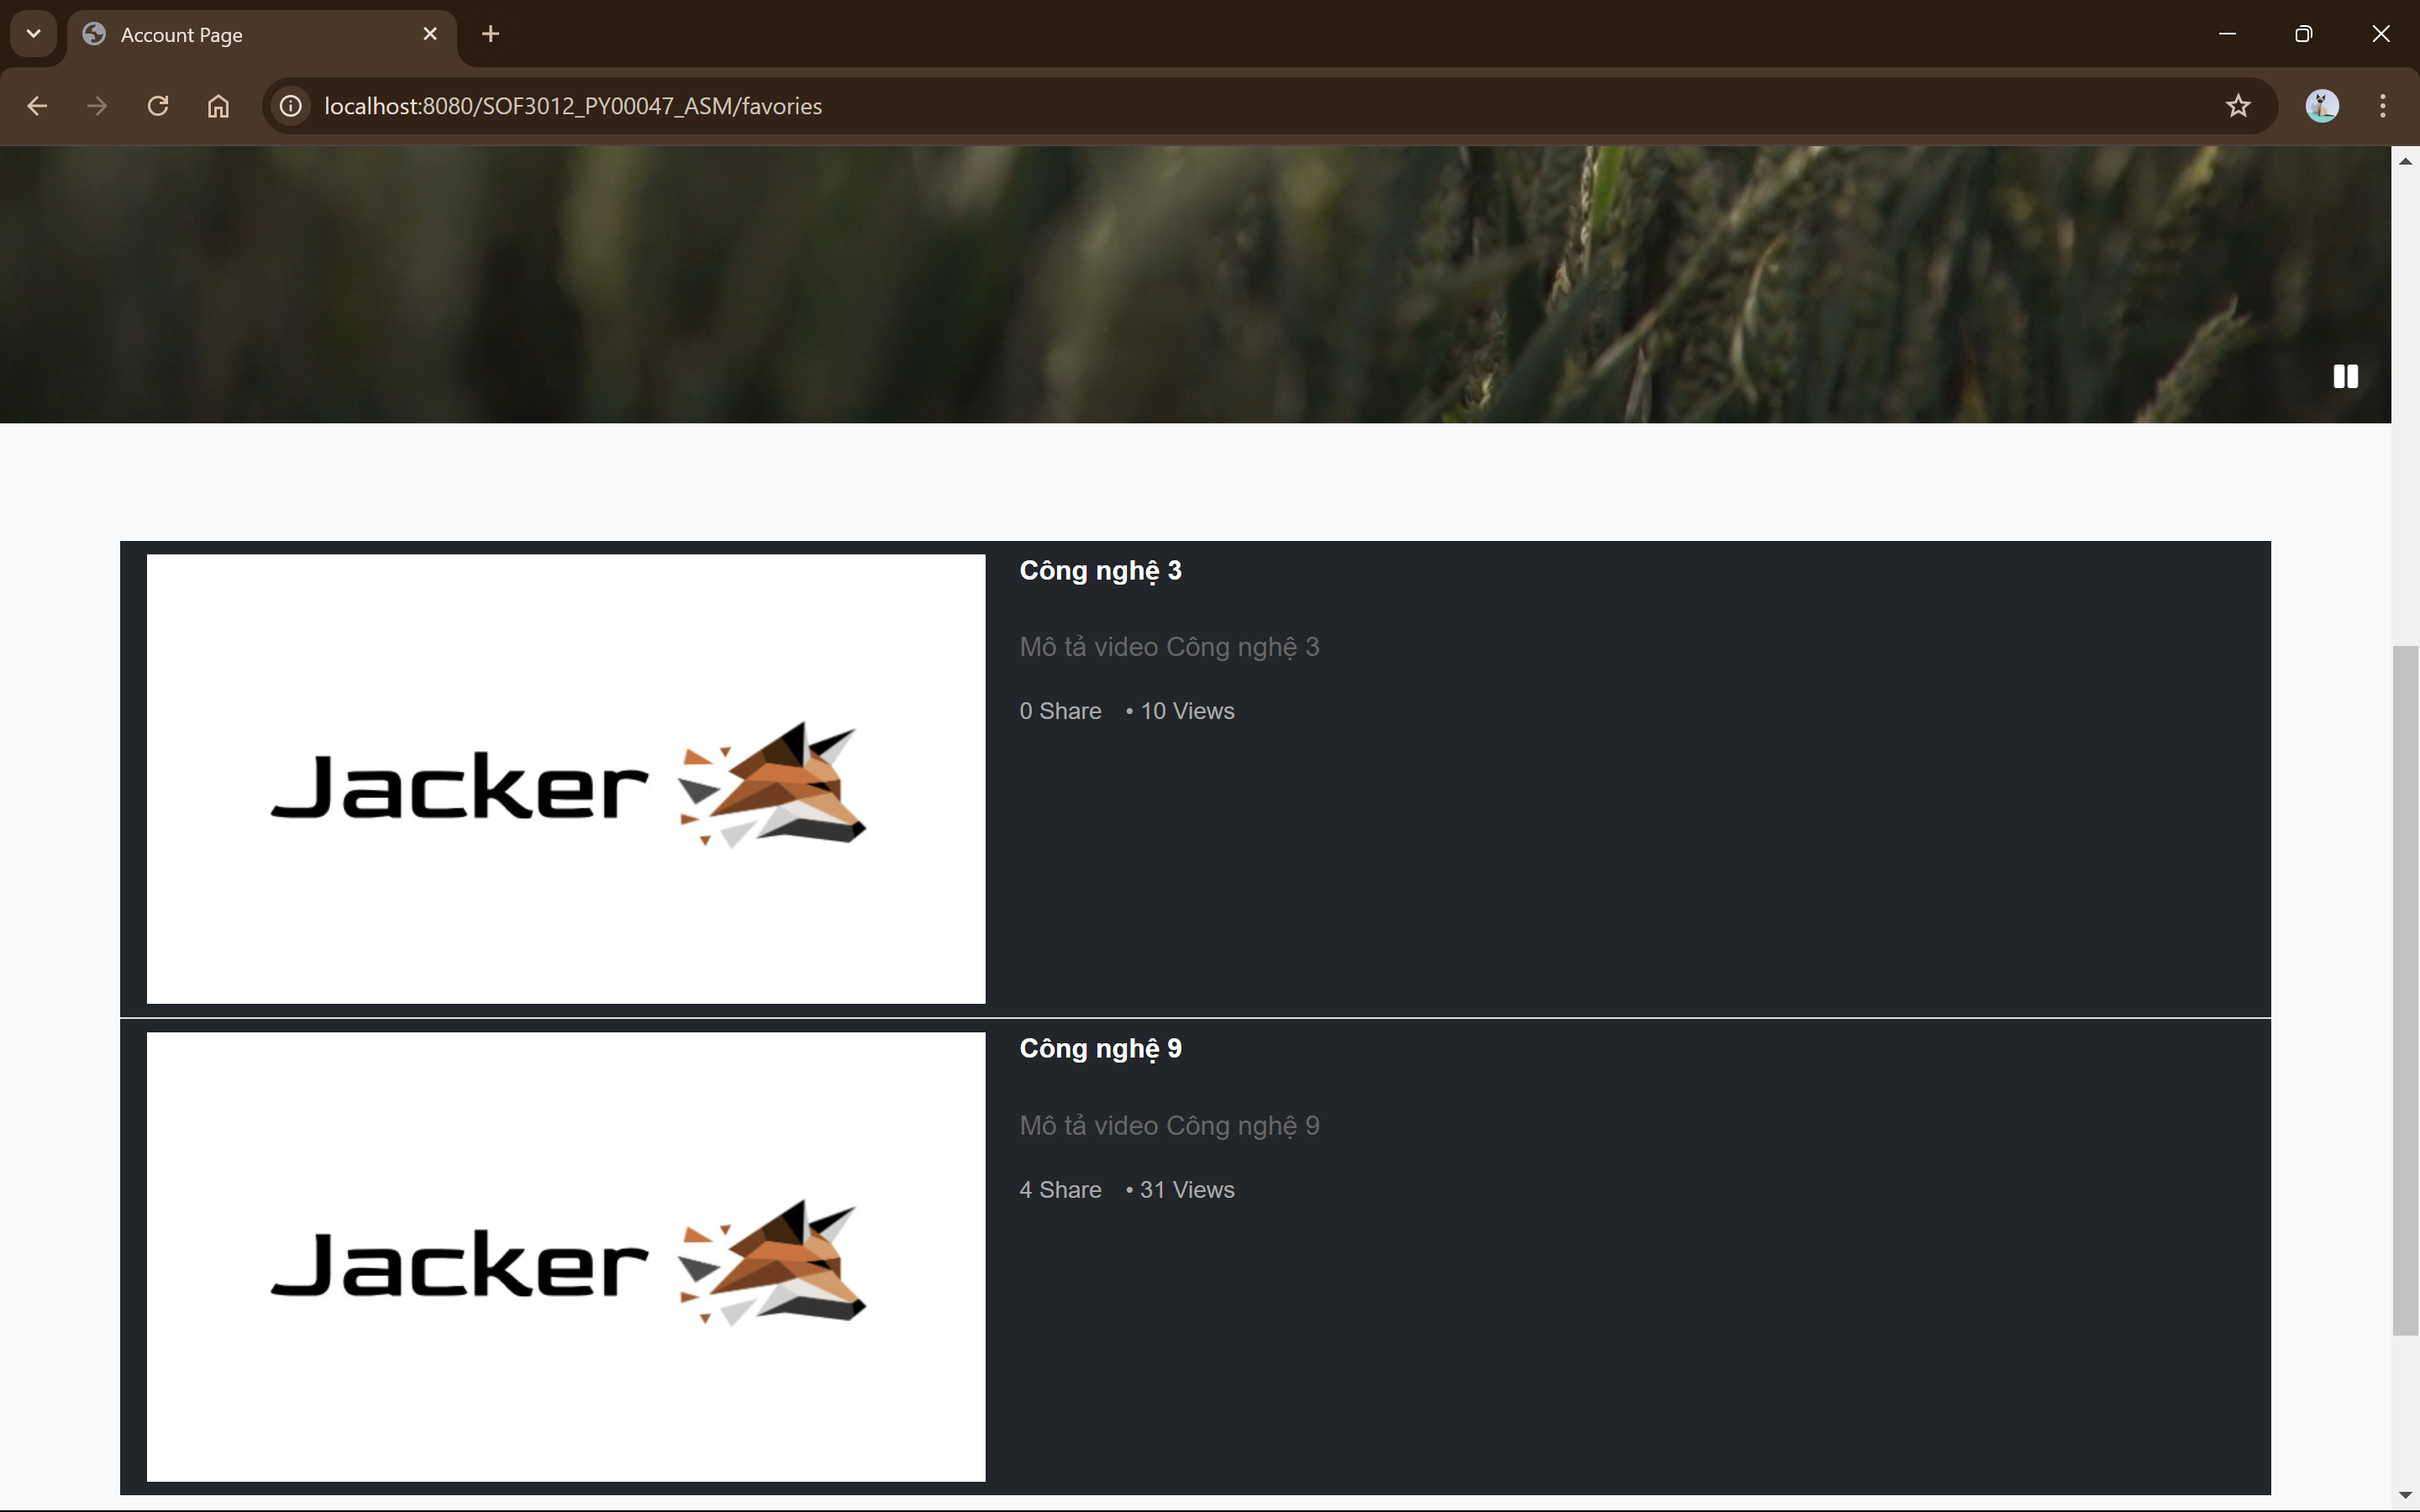 Account Page
localhost:8080/SOF3012_PY00047_ASM/favories
Công nghệ 3
Mô tả video Công nghệ 3
0 Share • 10 Views
Jacker
Công nghệ 9
Mô tả video Công nghệ 9
4 Share • 31 Views
Jacker